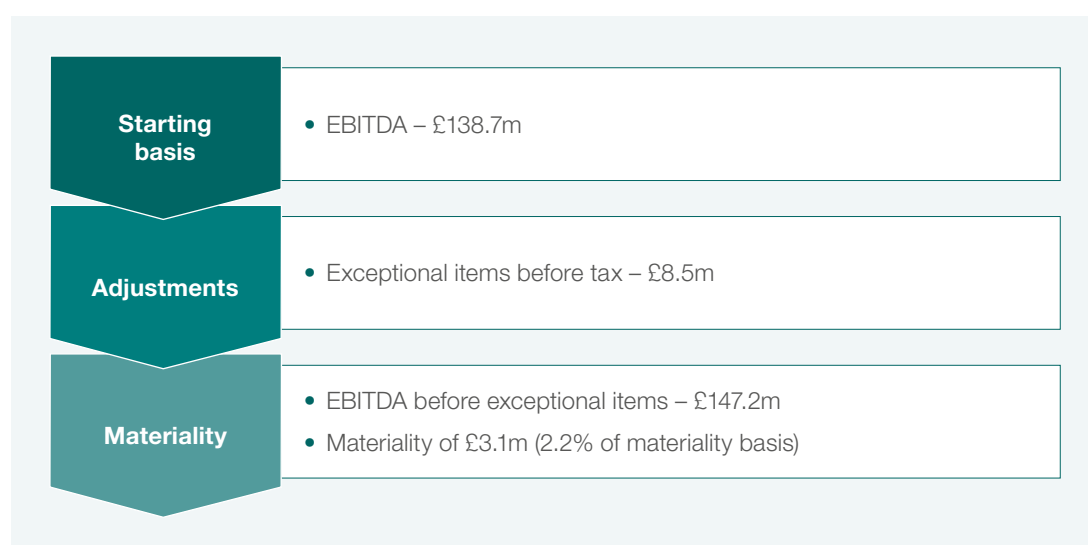 Starting
basis
• EBITDA – £138.7m
Adjustments
• Exceptional items before tax – £8.5m
Materiality
• EBITDA before exceptional items – £147.2m
• Materiality of £3.1m (2.2% of materiality basis)